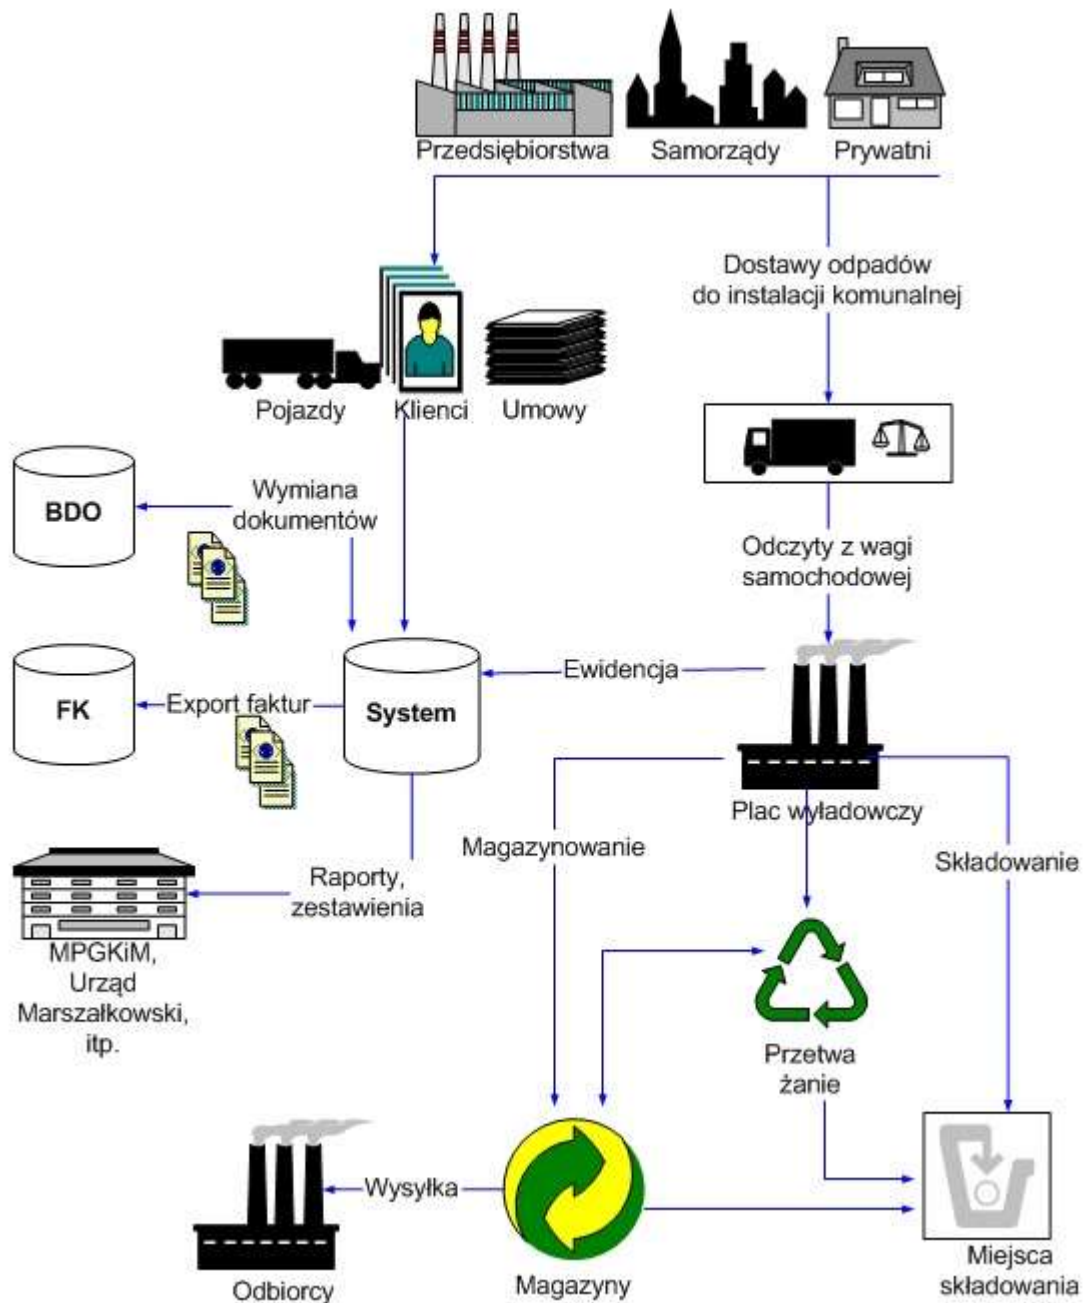 Przedsiębiorstwa
Samorządy
Prywatni
Dostawy odpadów
do instalacji komunalnej
Pojazdy
Klienci
Umowy
BDO
Wymiana
dokumentów
Odczyty z wagi
samochodowej
FK
Export faktur
System
Ewidencja
Plac wyładowczy
Magazynowanie
Składowanie
Raporty,
zestawienia
MPGKiM,
Urząd
Marszałkowski,
itp.
Przetwa
żanie
Wysyłka
Odbiorcy
Magazyny
Miejsca
składowania